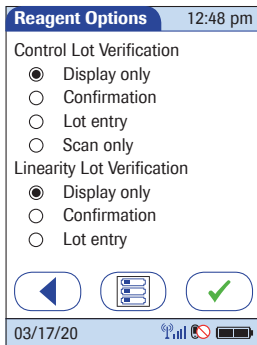 Reagent Options 12:48 pm
Control Lot Verification
Display only
Confirmation
Lot entry
Scan only
Linearity Lot Verification
Display only
Confirmation
Lot entry
03/17/20